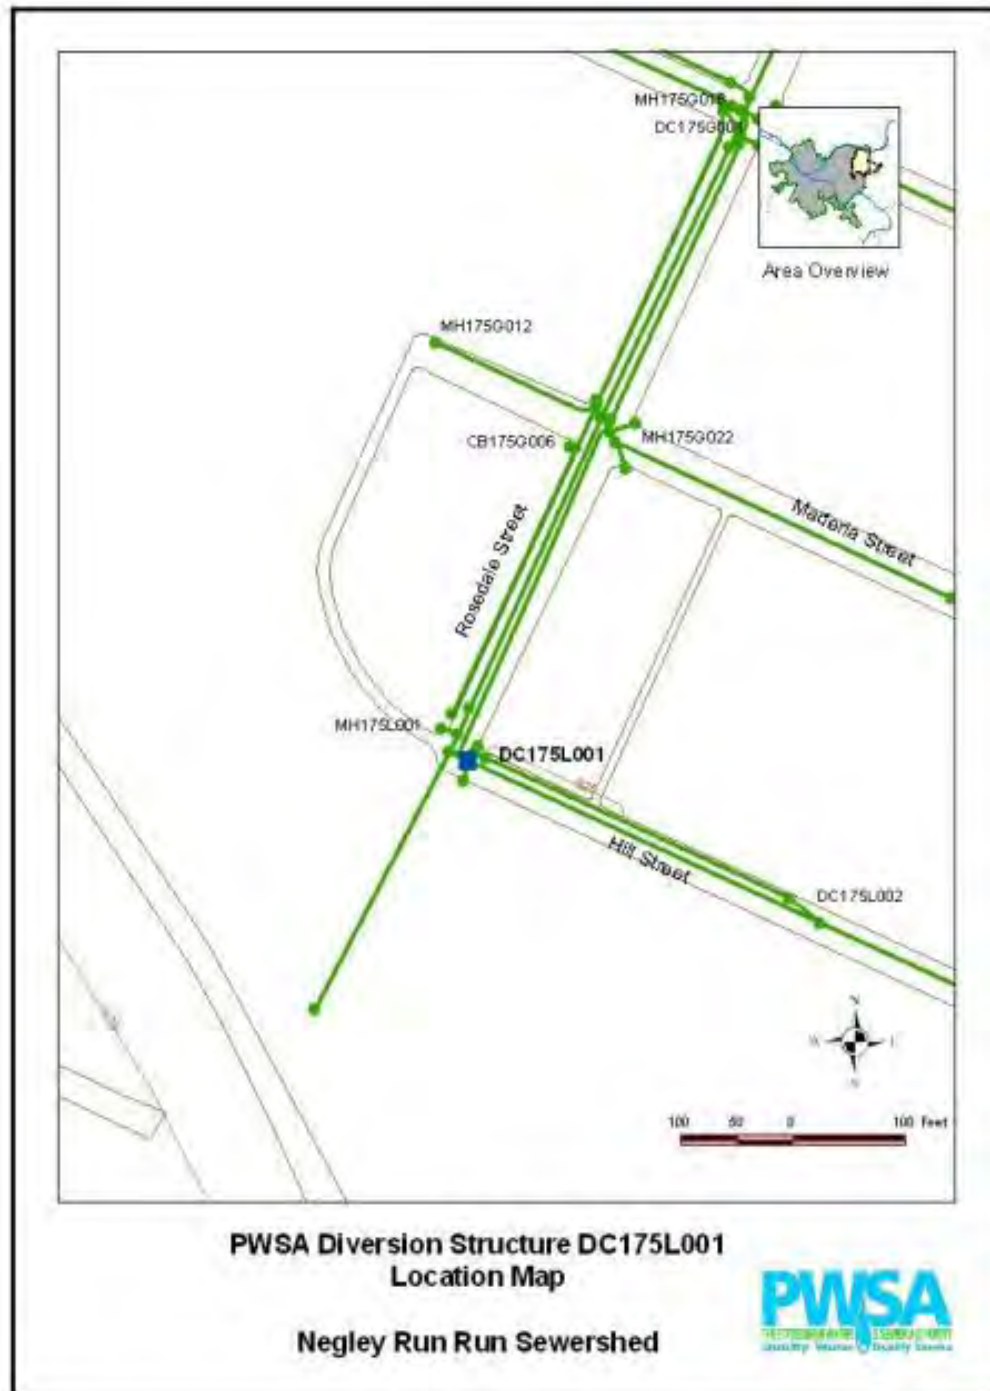 MH175G018
DC175G004
Area Overview
MH175G012
CB175G006
MH175G022
Maderia Street
Rosedale Street
MH175L001
DC175L001
Hill Street
DC175L002
N
W
100 50 0 100 Feet
PWSA Diversion Structure DC175L001
Location Map
Negley Run Run Sewershed
PWSA